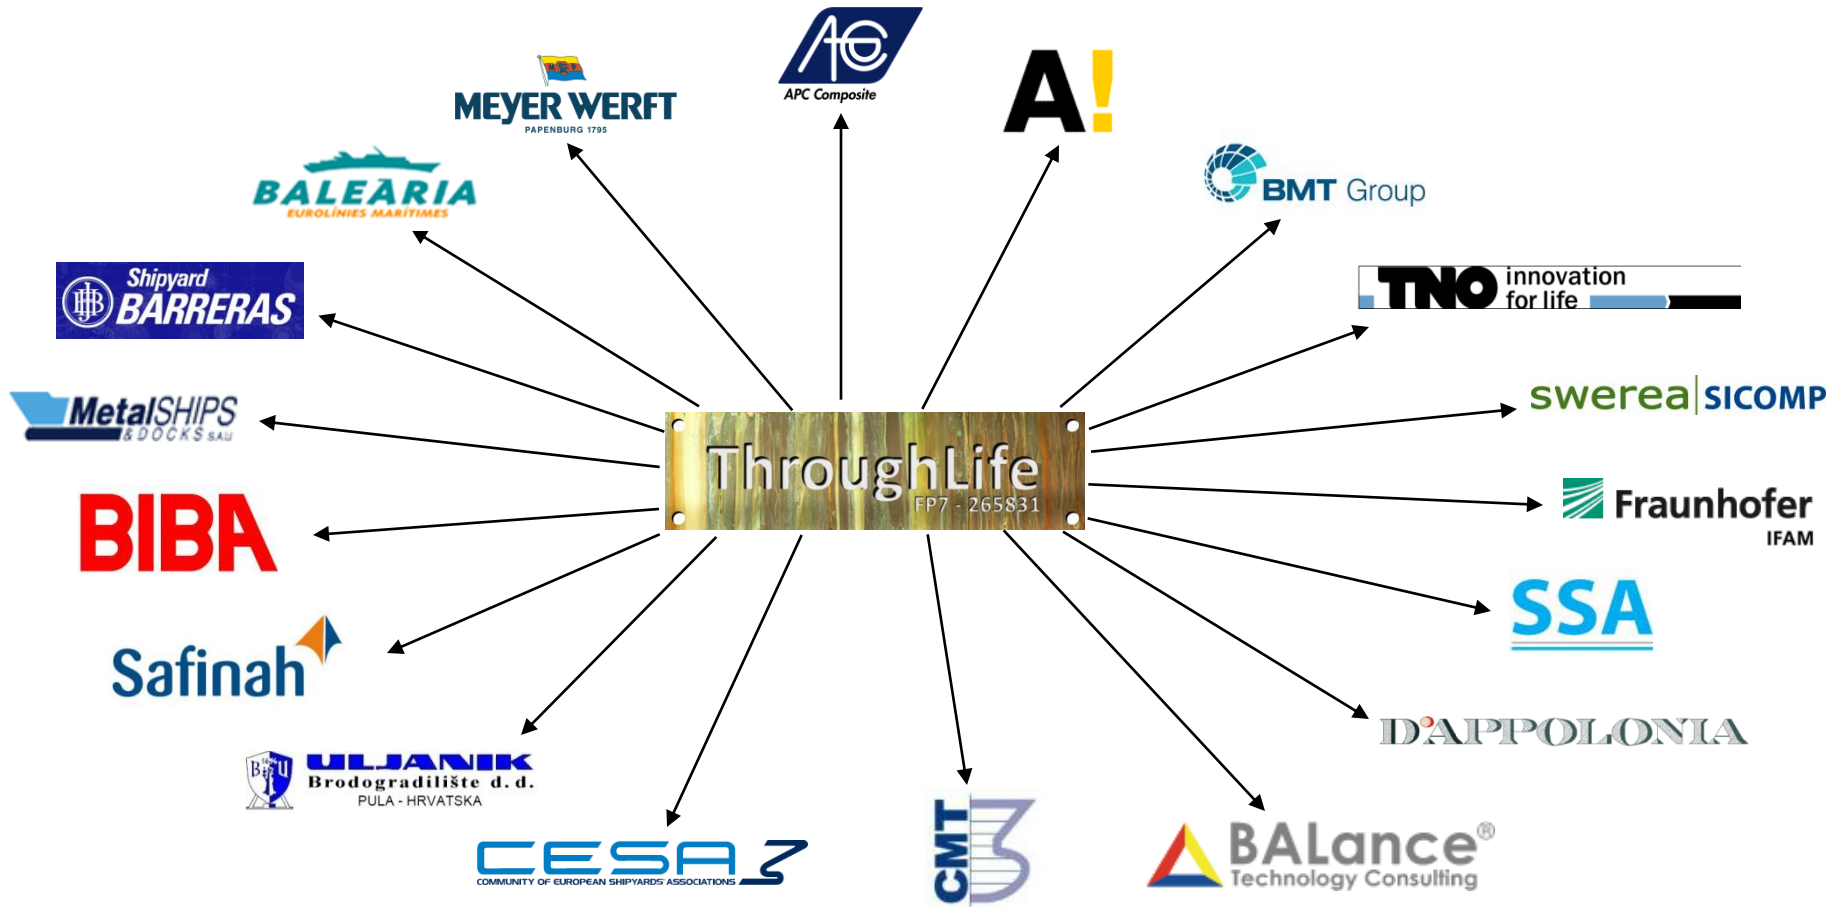 APC Composite
A!
MEYER WERFT
PAPENBURG 1795
BMT Group
BALEÀRIA
EUROLÍNIES MARÍTIMES
TNO innovation
for life
Shipyard
BARRERAS
swerea SICOMP
MetalSHIPS
& DOCKS S.A.U.
ThroughLife
FP7 - 265831
Fraunhofer
IFAM
BIBA
SSA
Safinah
D'APPOLONIA
ULJANIK
Brodogradilište d. d.
PULA - HRVATSKA
CESA
COMMUNITY OF EUROPEAN SHIPYARDS' ASSOCIATIONS
CMT
BALance®
Technology Consulting